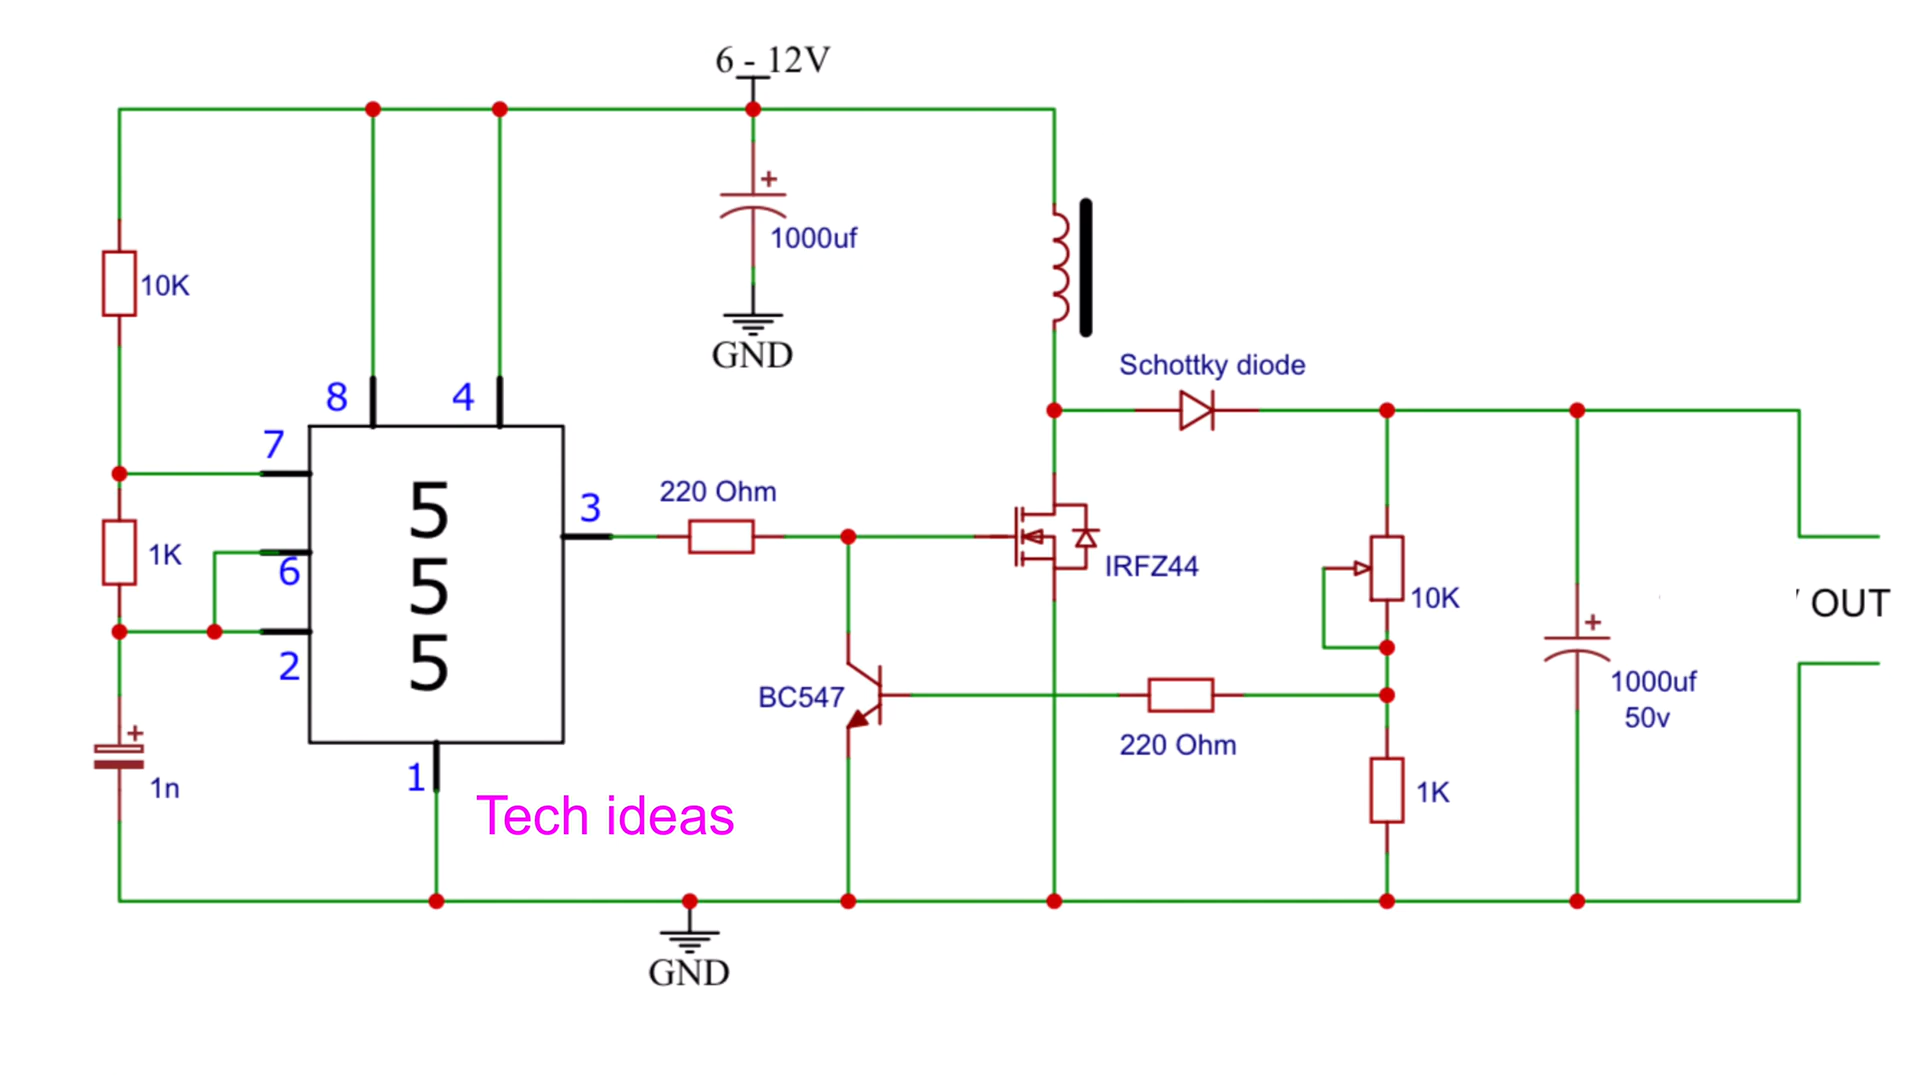 6 - 12V
1000uf
10K
GND
Schottky diode
8
4
7
5
5
5
3
220 Ohm
1K
6
IRFZ44
10K
OUT
2
BC547
1000uf
50v
220 Ohm
1
1n
1K
Tech ideas
GND